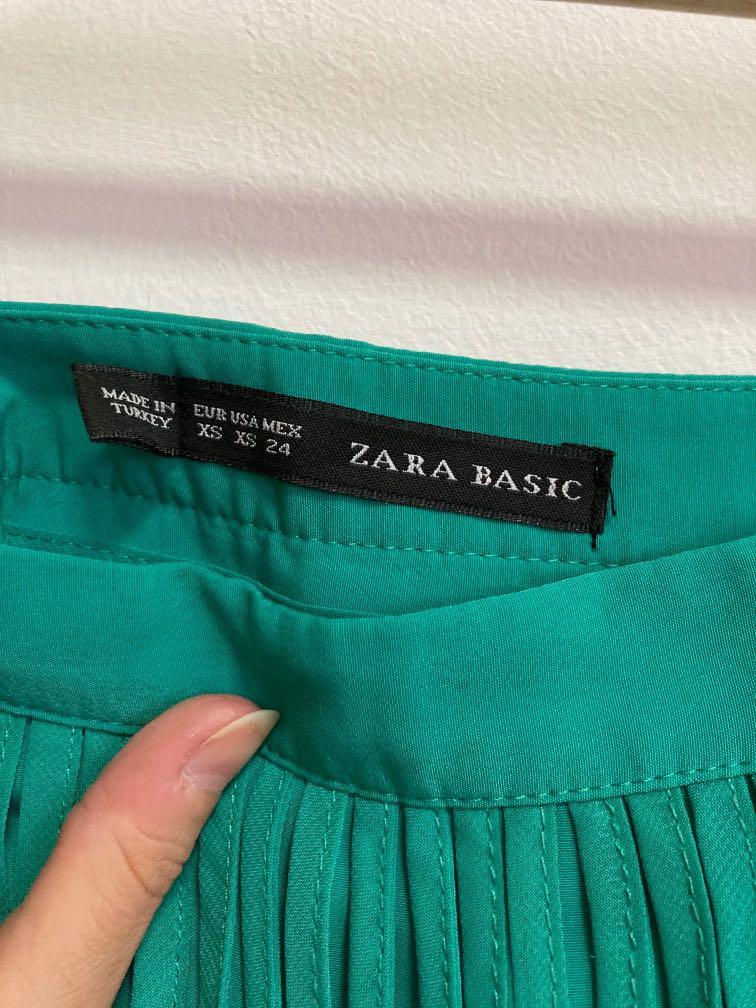 MADE IN
TURKEY
EUR USA MEX
XS XS 24
ZARA BASIC